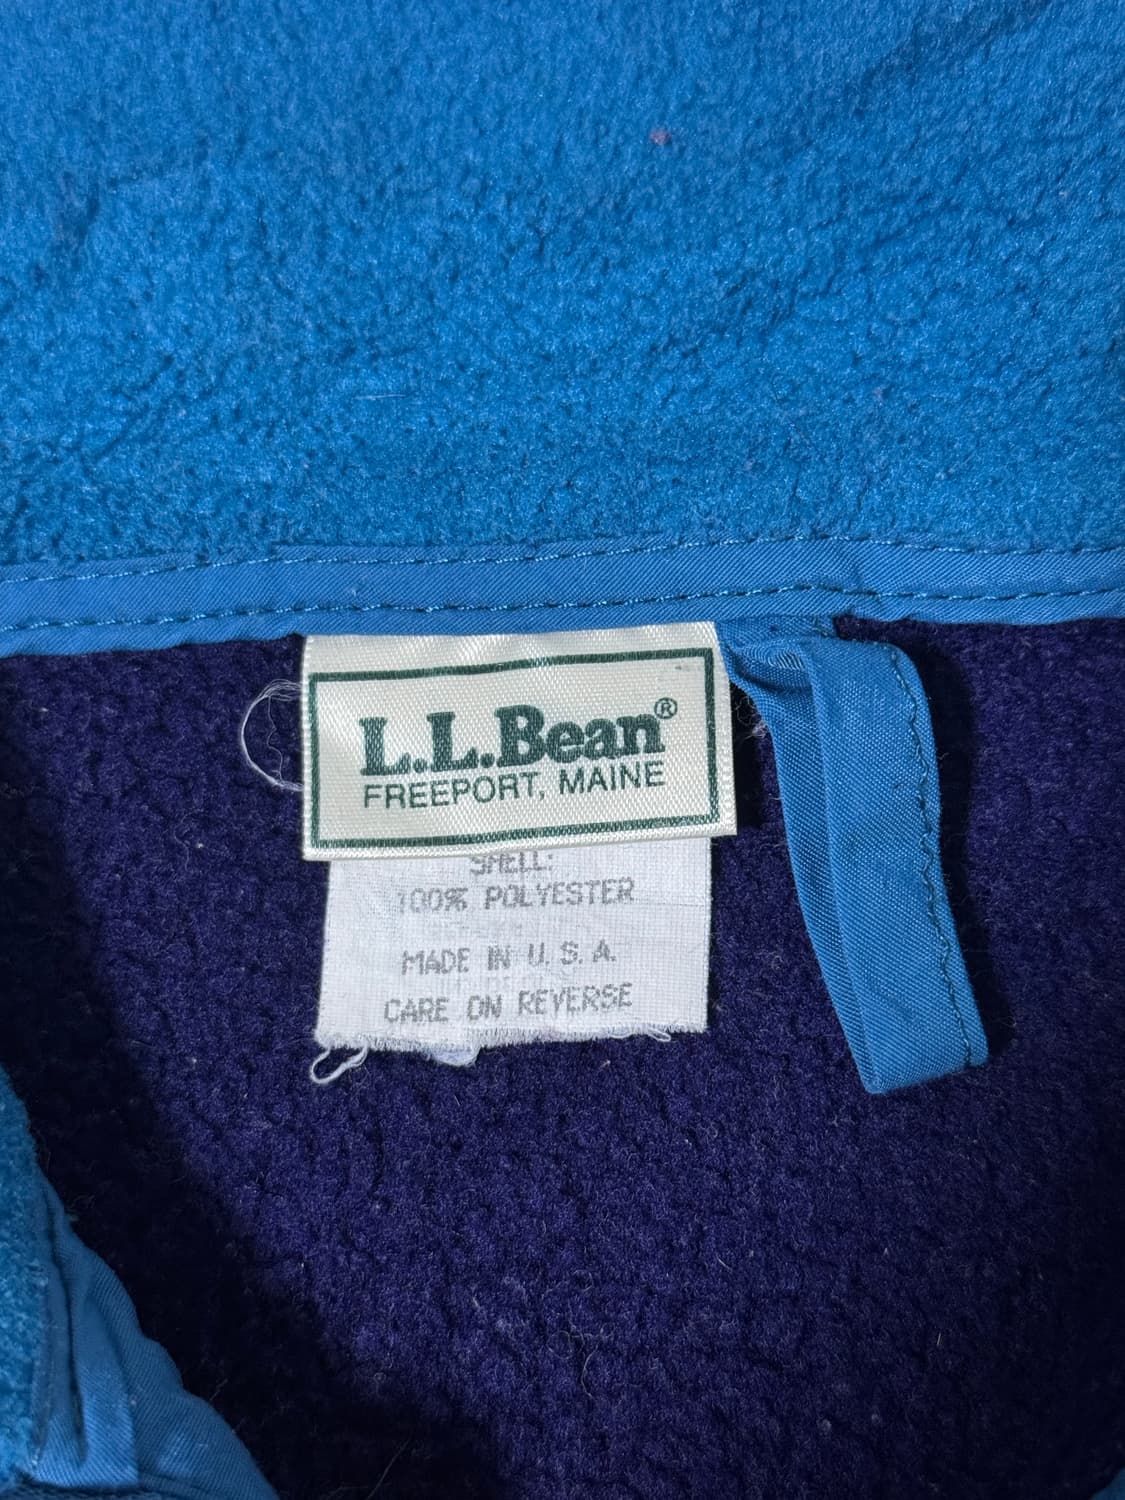 L.L.Bean®
FREEPORT, MAINE
SHELL:
100% POLYESTER
MADE IN U.S.A.
CARE ON REVERSE